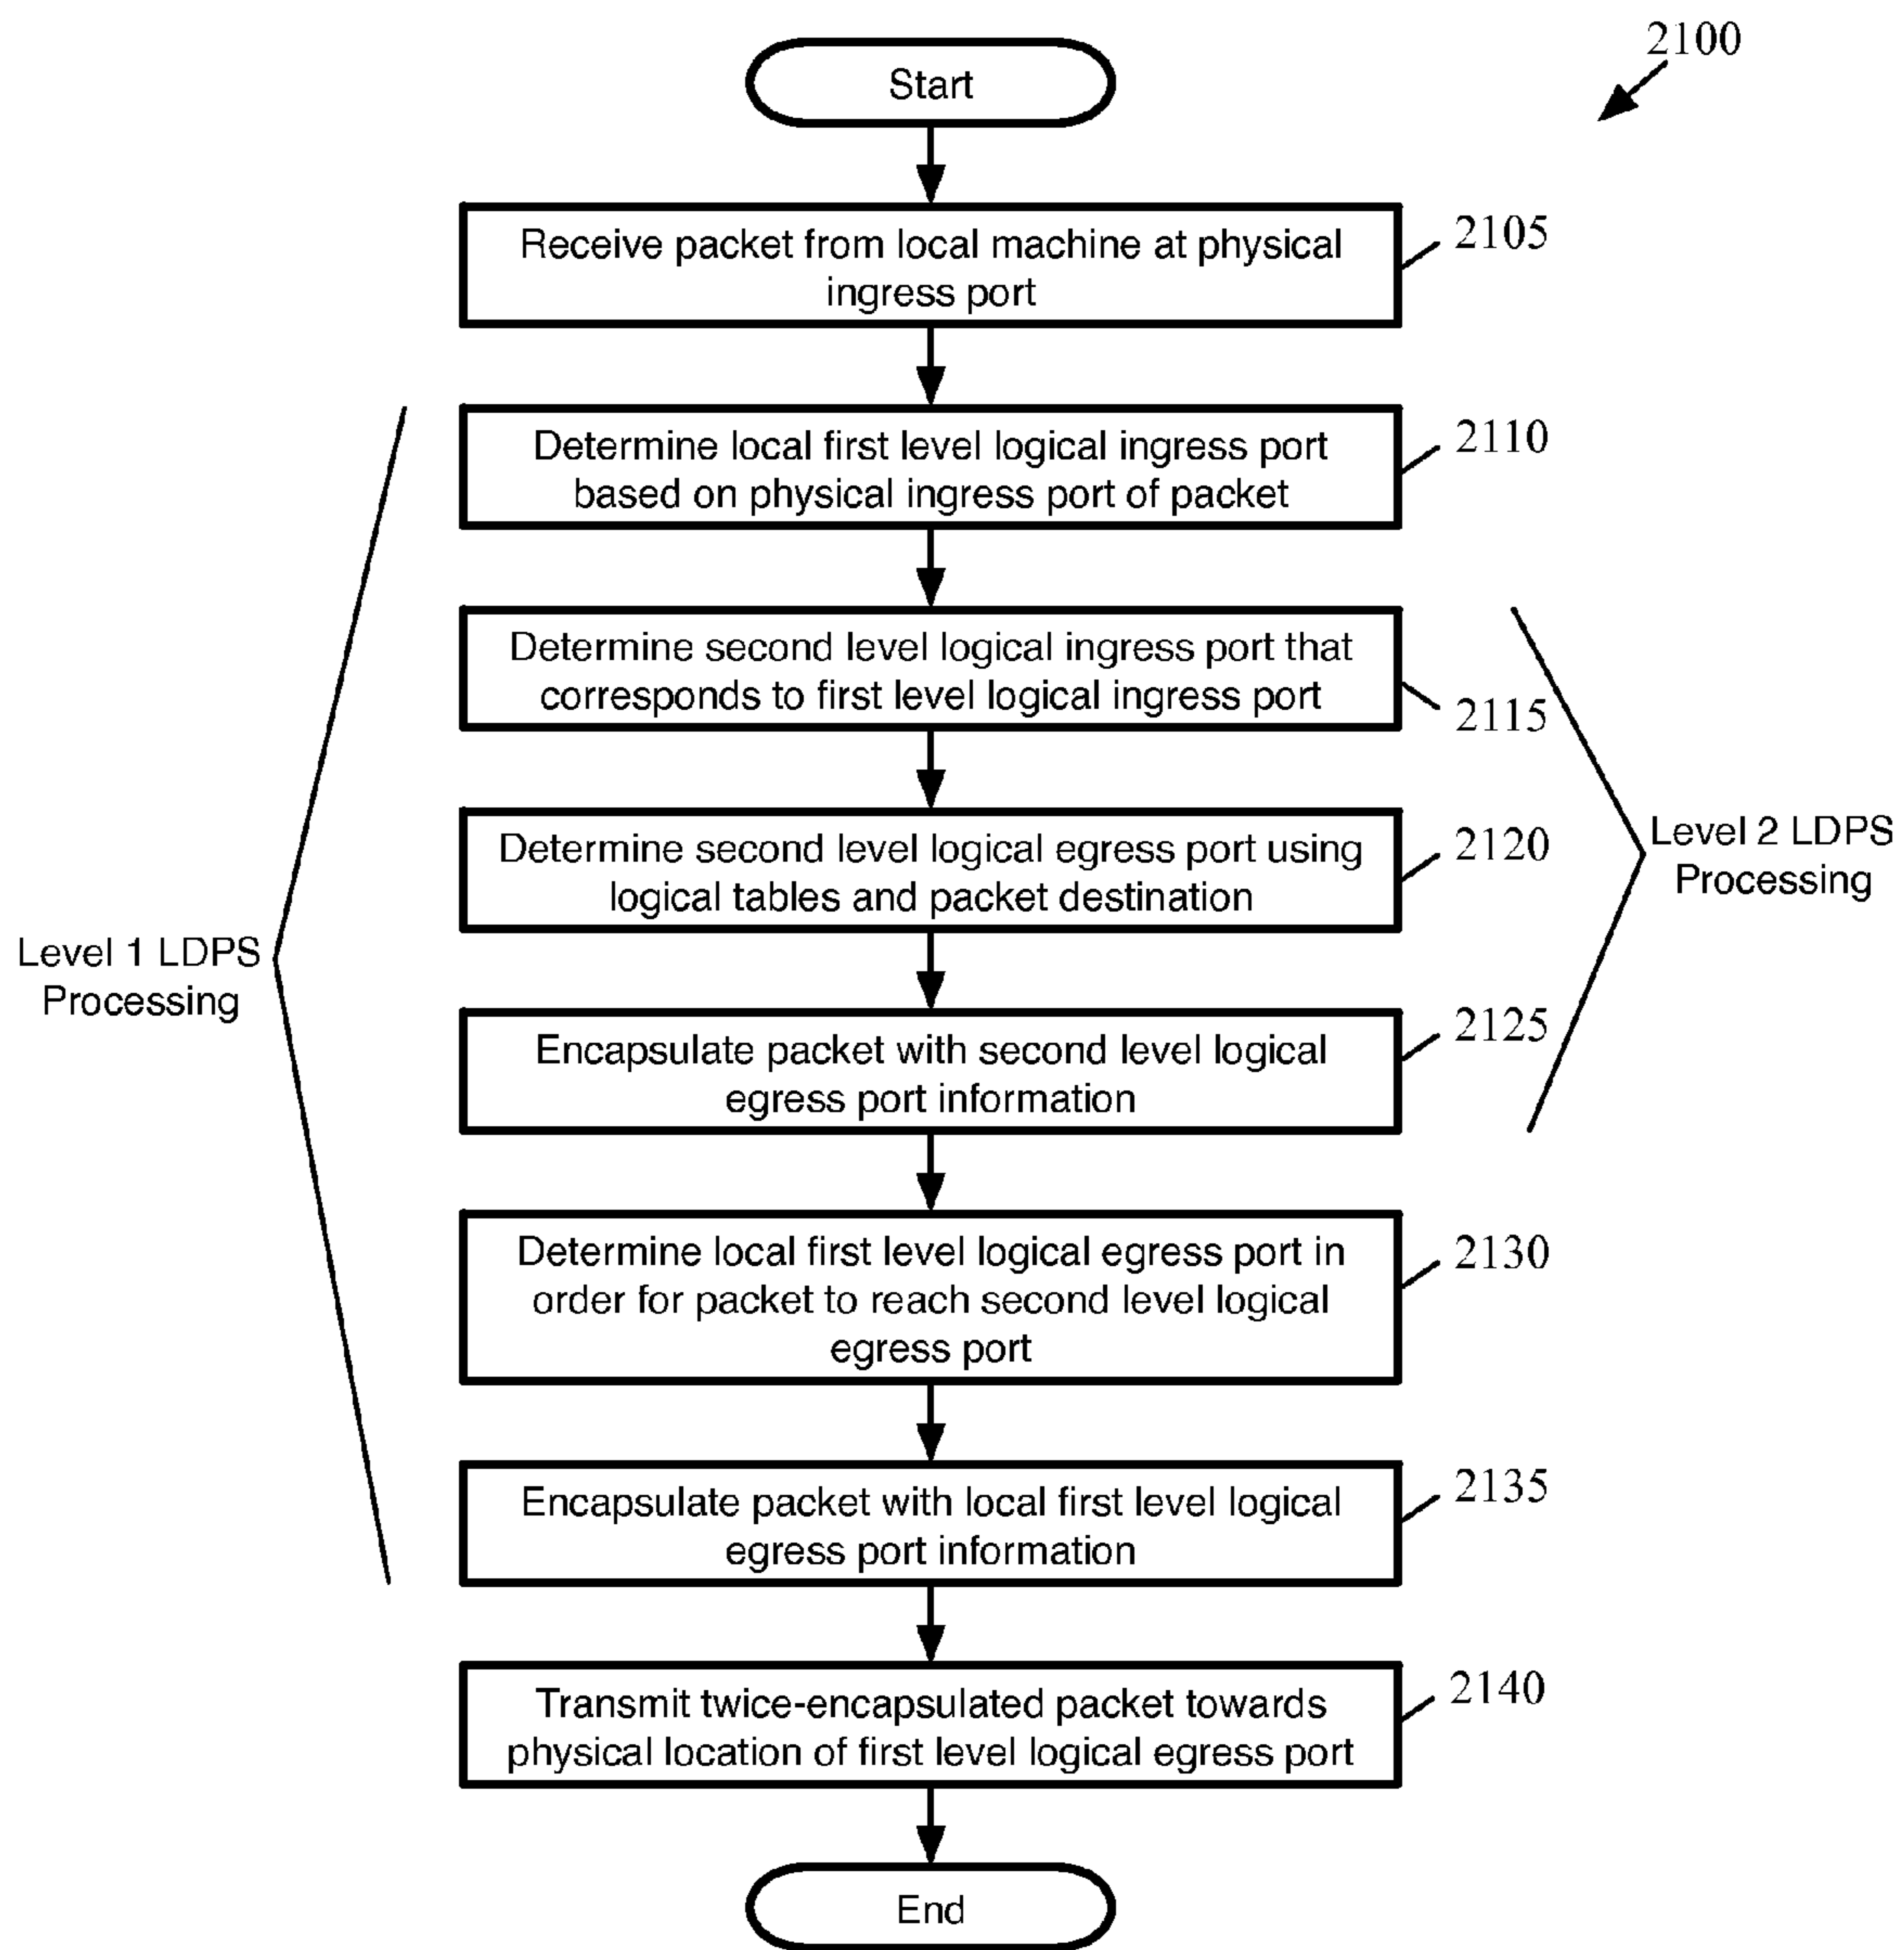 2100
Start
Receive packet from local machine at physical
ingress port
2105
Determine local first level logical ingress port
based on physical ingress port of packet
2110
Determine second level logical ingress port that
corresponds to first level logical ingress port
2115
Determine second level logical egress port using
logical tables and packet destination
2120
Level 2 LDPS
Processing
Level 1 LDPS
Processing
Encapsulate packet with second level logical
egress port information
2125
Determine local first level logical egress port in
order for packet to reach second level logical
egress port
2130
Encapsulate packet with local first level logical
egress port information
2135
Transmit twice-encapsulated packet towards
physical location of first level logical egress port
2140
End